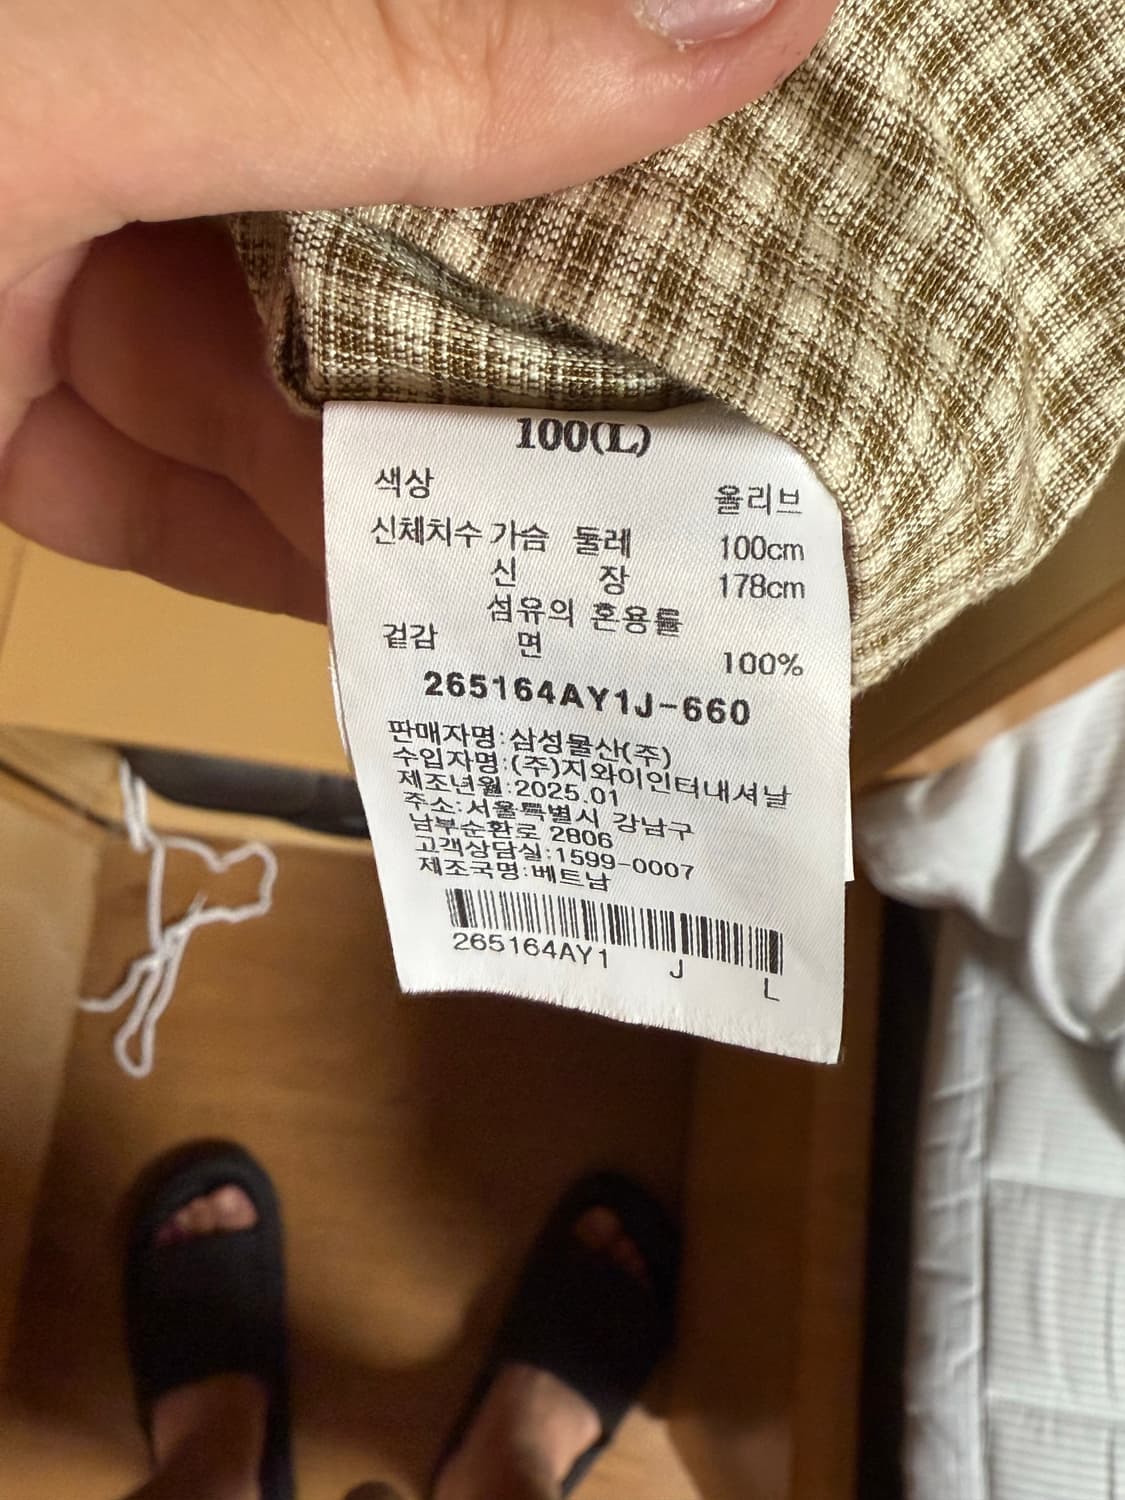 100(L)
색상 올리브
신체치수 가슴 둘레 100cm
신 장 178cm
섬유의 혼용률
겉감 면 100%
265164AY1J-660
판매자명:삼성물산(주)
수입자명:(주)지와이인터내셔날
제조년월:2025.01
주소:서울특별시 강남구
남부순환로 2806
고객상담실:1599-0007
제조국명:베트남
265164AY1 J L